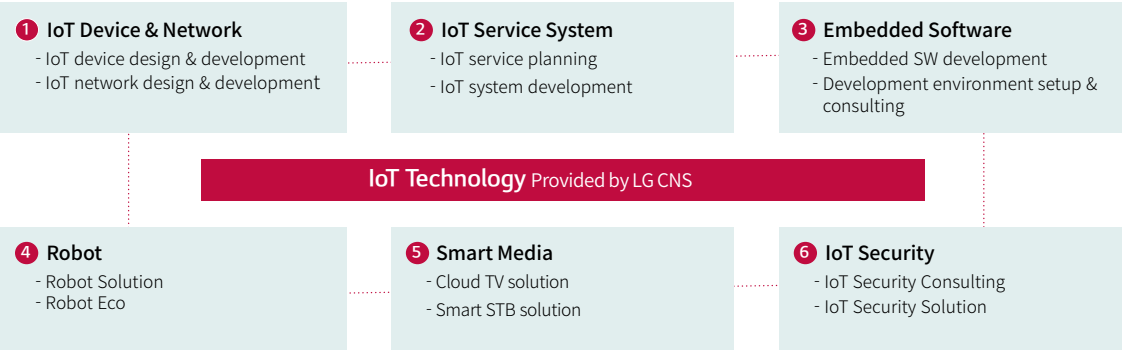 1 IoT Device & Network
- IoT device design & development
- IoT network design & development
2 IoT Service System
- IoT service planning
- IoT system development
3 Embedded Software
- Embedded SW development
- Development environment setup &
consulting
IoT Technology Provided by LG CNS
4 Robot
- Robot Solution
- Robot Eco
5 Smart Media
- Cloud TV solution
- Smart STB solution
6 IoT Security
- IoT Security Consulting
- IoT Security Solution